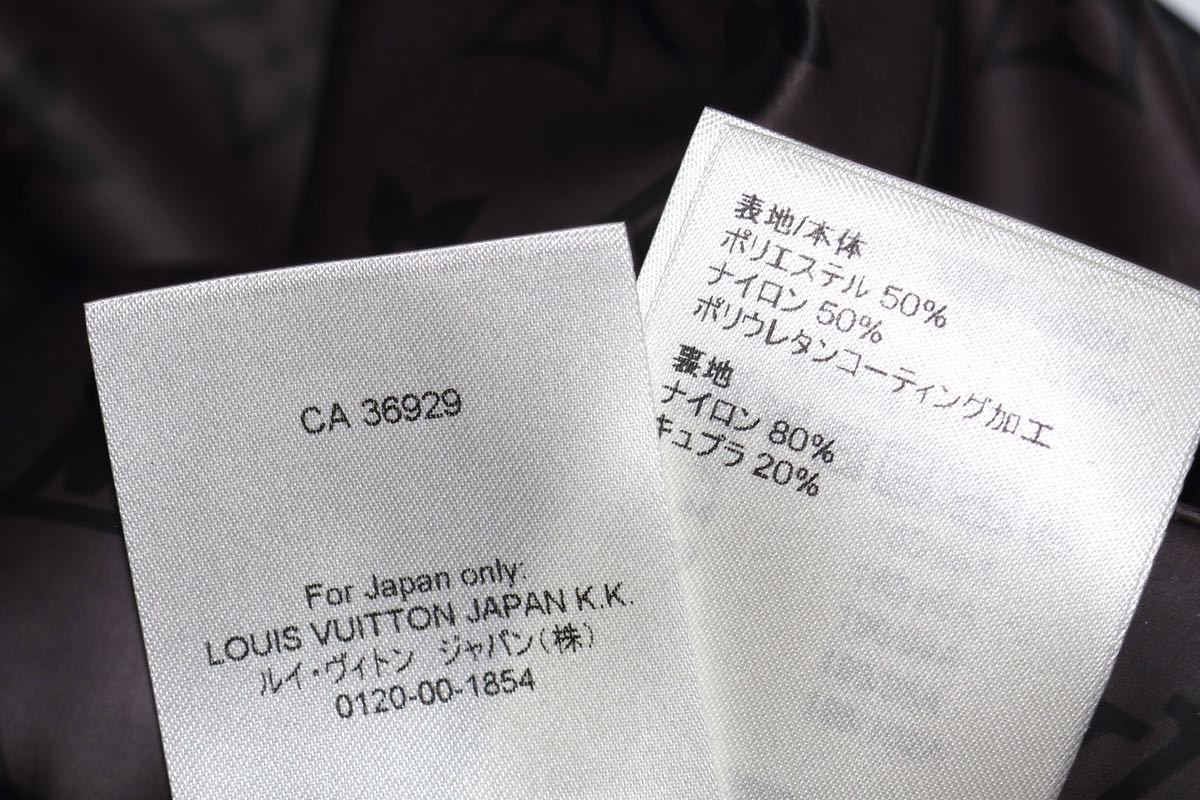 CA 36929
For Japan only:
LOUIS VUITTON JAPAN K.K.
ルイ・ヴィトン ジャパン(株)
0120-00-1854
表地/本体
ポリエステル 50%
ナイロン 50%
ポリウレタンコーティング加工
裏地
ナイロン 80%
キュプラ 20%